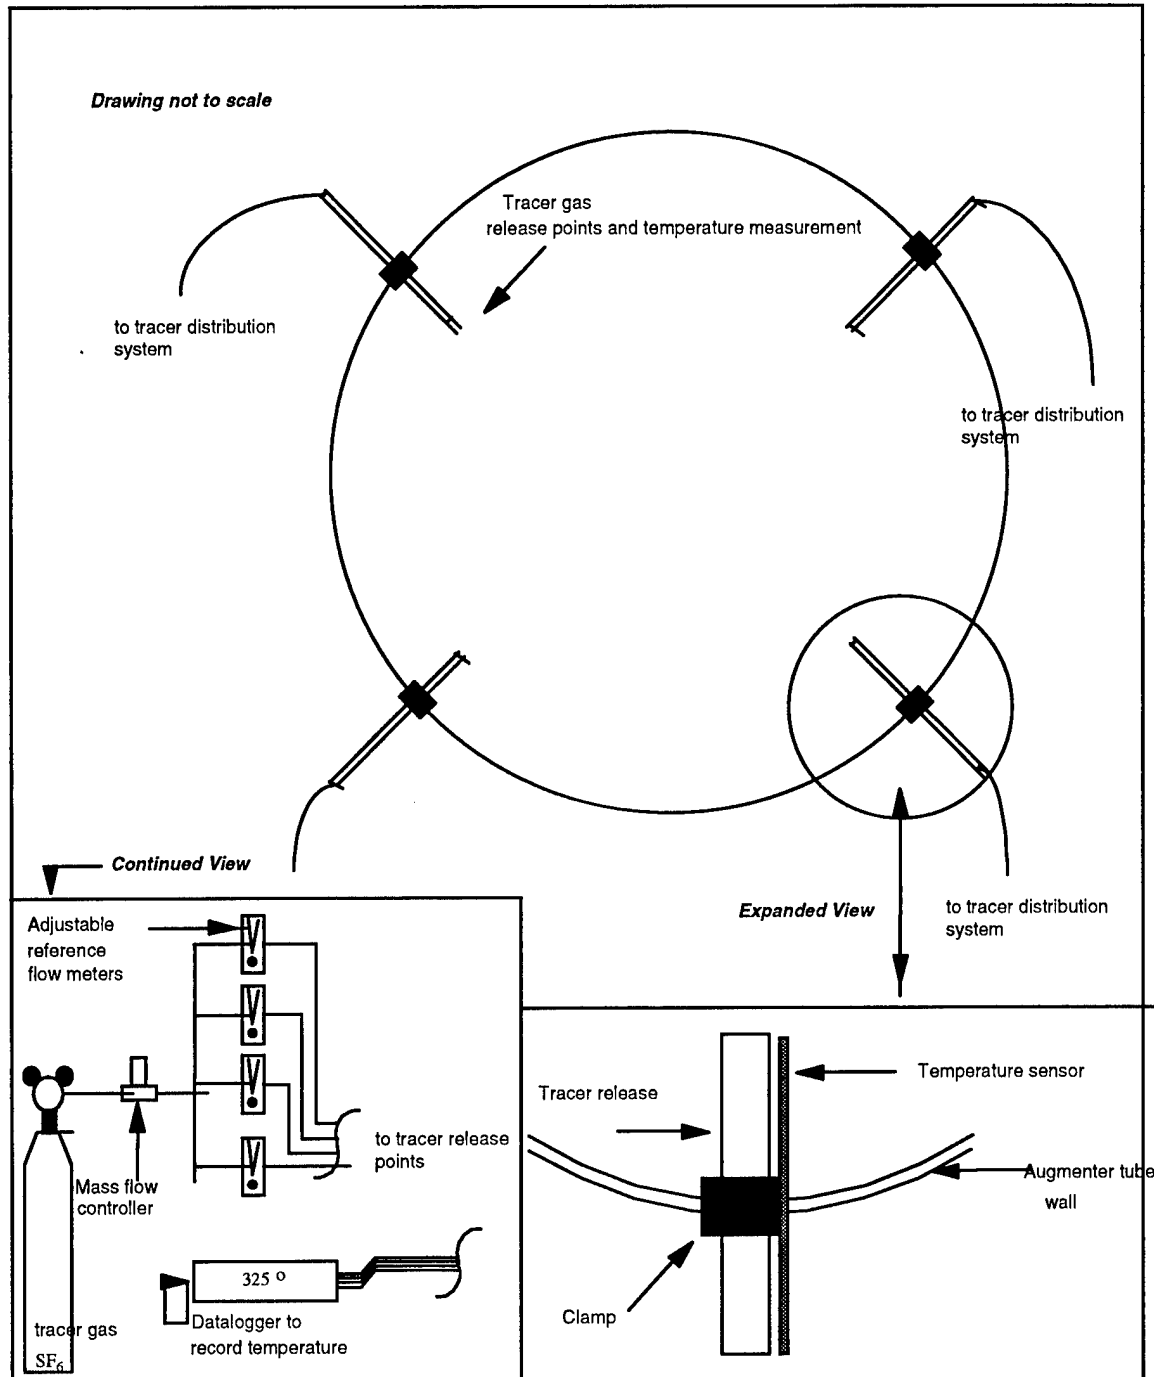 Drawing not to scale
Tracer gas
release points and temperature measurement
to tracer distribution
system
to tracer distribution
system
Continued View
Expanded View
to tracer distribution
system
Adjustable
reference
flow meters
to tracer release
points
Mass flow
controller
325 º
Datalogger to
record temperature
tracer gas
SF6
Temperature sensor
Tracer release
Augmenter tube
wall
Clamp